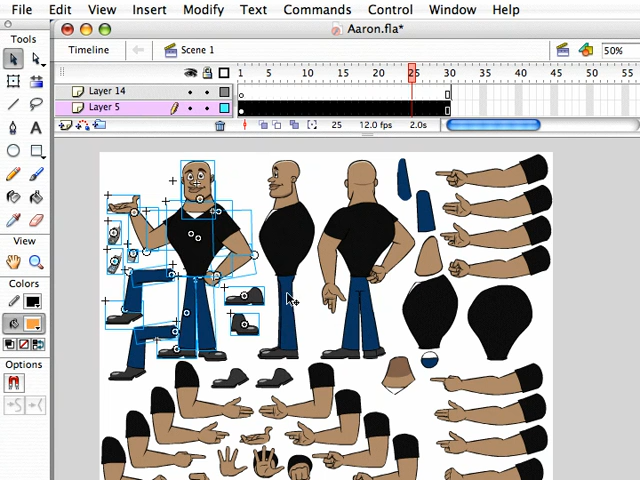 File Edit View Insert Modify Text Commands Control Window Help
Aaron.fla*
Tools
Timeline Scene 1 50%
1 5 10 15 20 25 30 35 40 45 50 55
Layer 14
Layer 5
25 12.0 fps 2.0s
A
View
Colors
Options